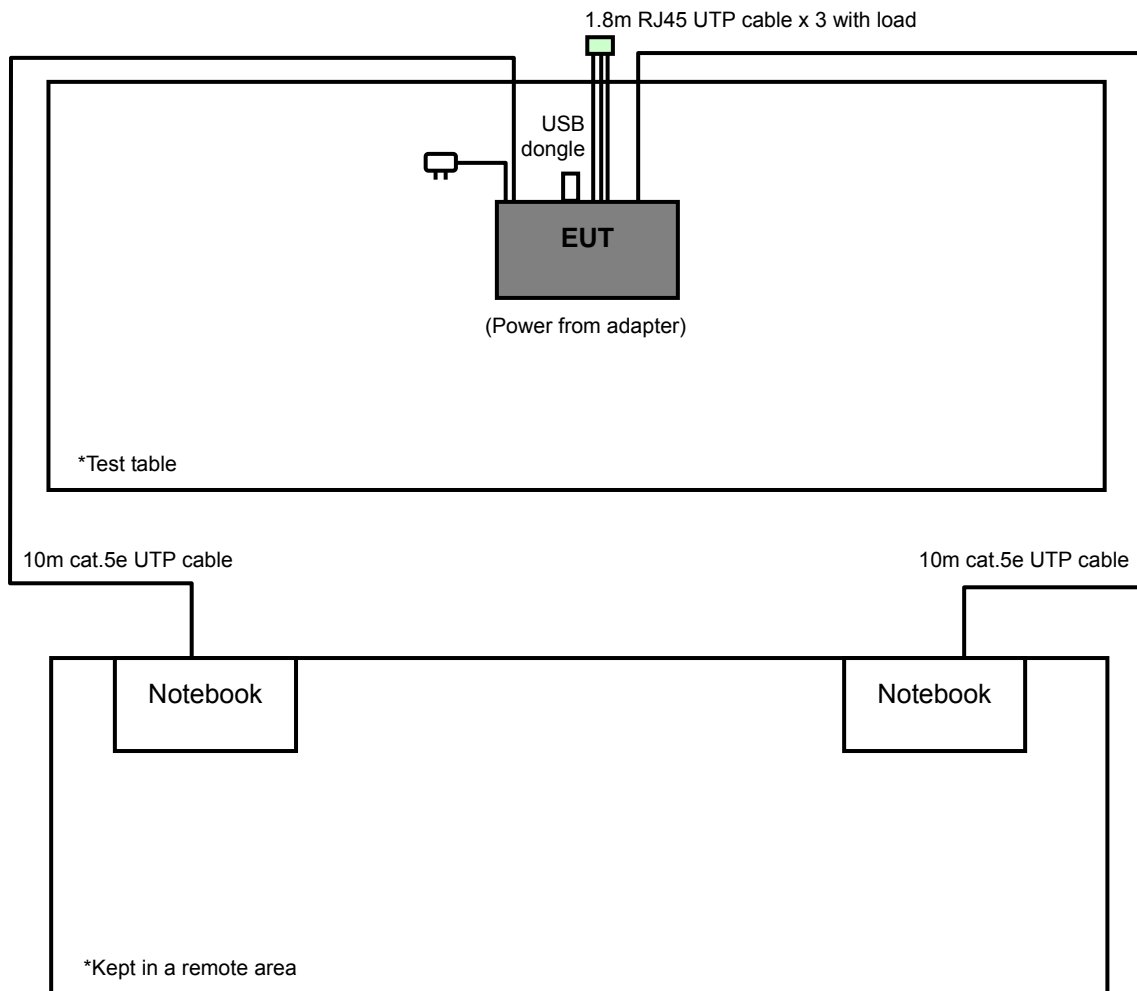 1.8m RJ45 UTP cable x 3 with load
USB
dongle
EUT
(Power from adapter)
*Test table
10m cat.5e UTP cable
10m cat.5e UTP cable
Notebook
Notebook
*Kept in a remote area